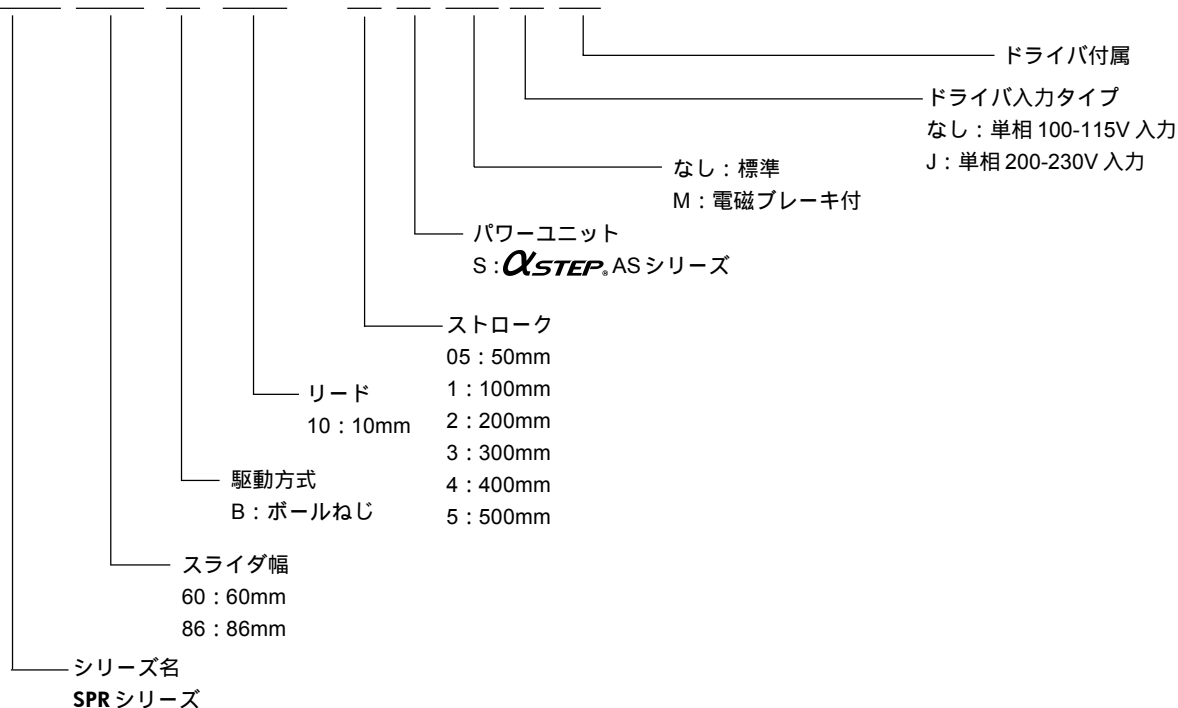 ドライバ付属
ドライバ入力タイプ
なし：単相 100-115V 入力
J：単相 200-230V 入力
なし：標準
M：電磁ブレーキ付
パワーユニット
S：αSTEP® ASシリーズ
ストローク
05：50mm
1：100mm
2：200mm
3：300mm
4：400mm
5：500mm
リード
10：10mm
駆動方式
B：ボールねじ
スライダ幅
60：60mm
86：86mm
シリーズ名
SPR シリーズ